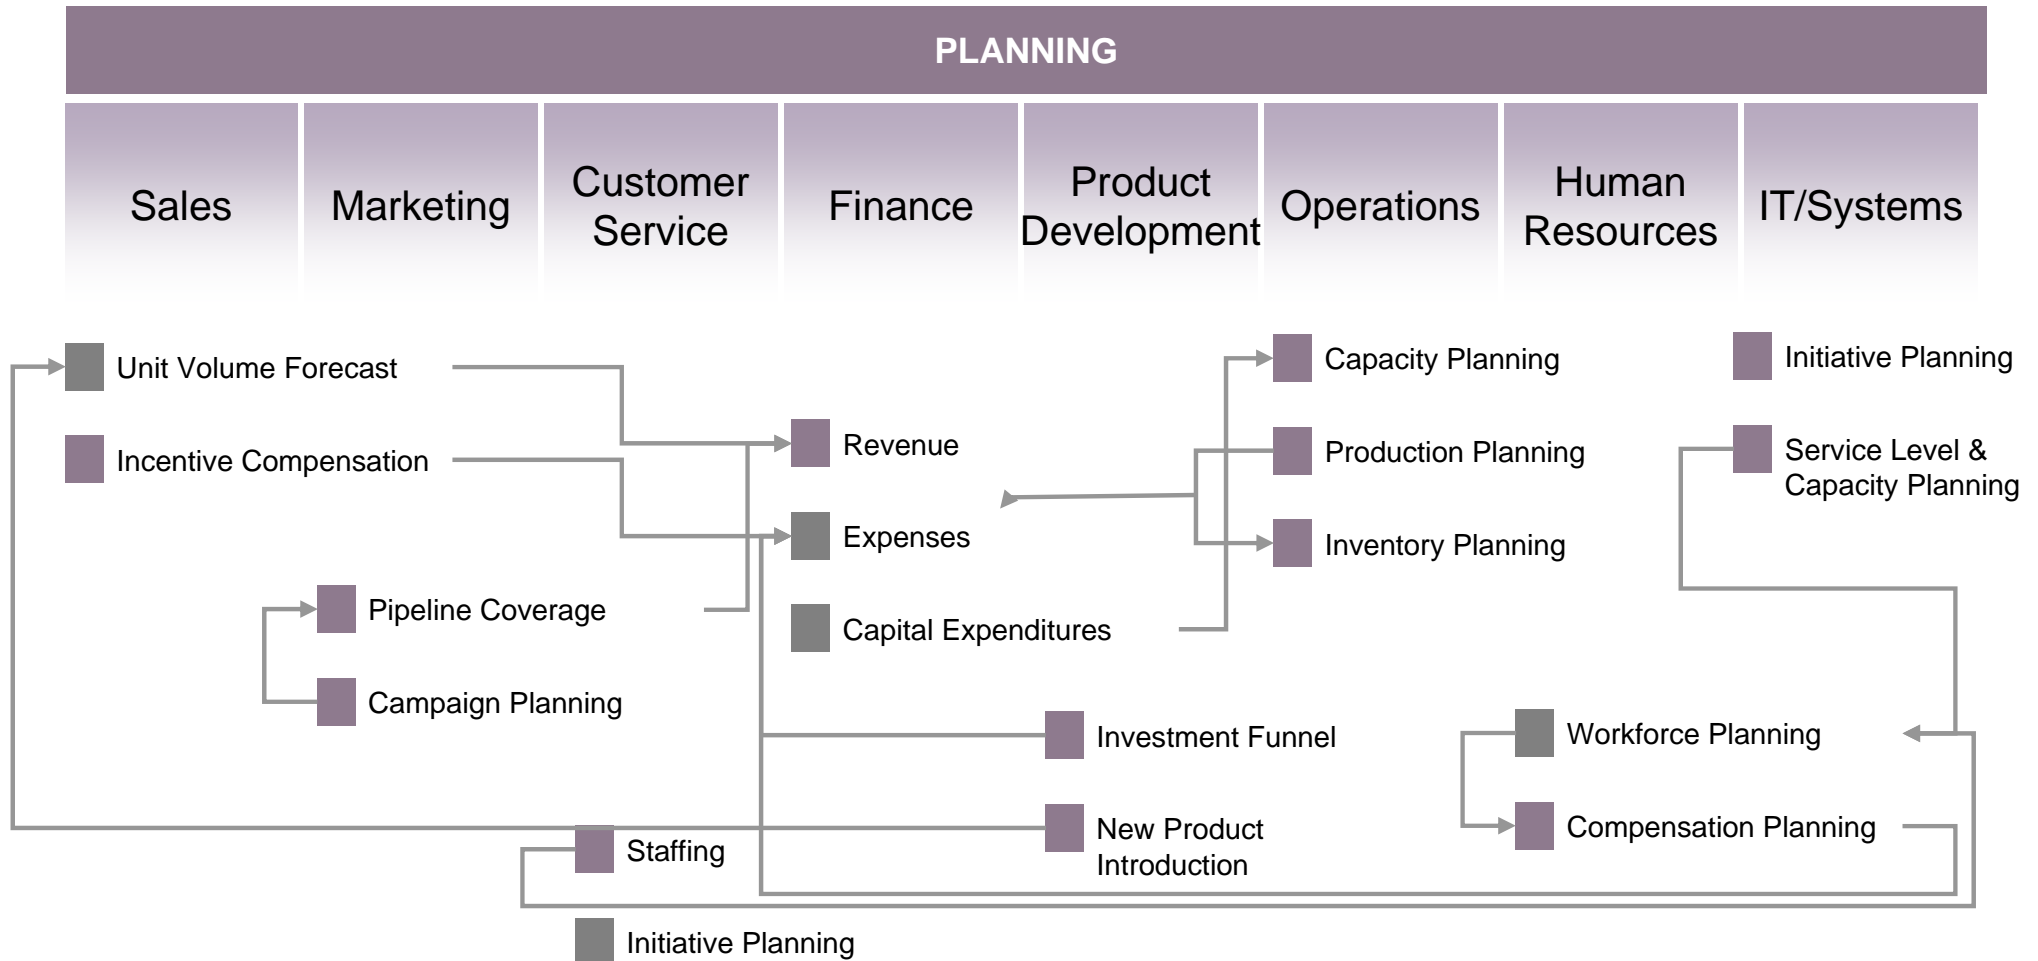 PLANNING
Sales
Marketing
Customer
Service
Finance
Product
Development
Operations
Human
Resources
IT/Systems
Unit Volume Forecast
Incentive Compensation
Pipeline Coverage
Campaign Planning
Staffing
Initiative Planning
Revenue
Expenses
Capital Expenditures
Investment Funnel
New Product
Introduction
Capacity Planning
Production Planning
Inventory Planning
Workforce Planning
Compensation Planning
Initiative Planning
Service Level &
Capacity Planning